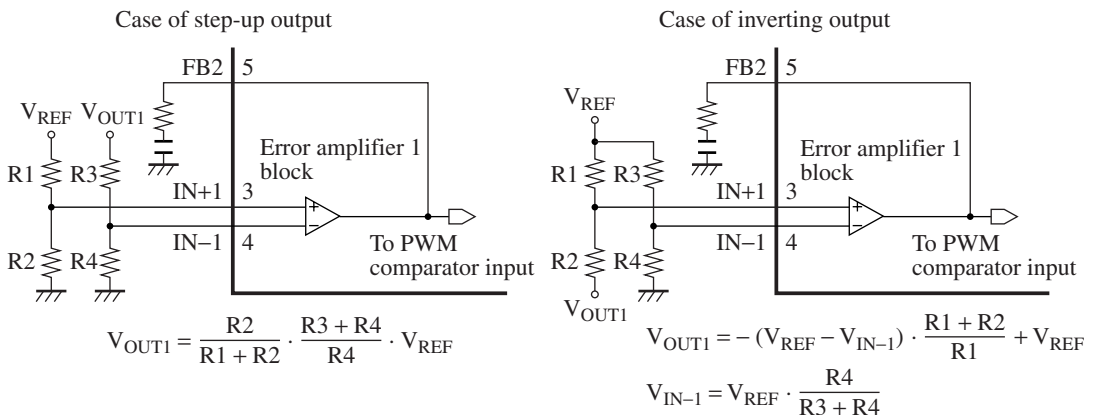 Case of step-up output
FB2 5
V_REF V_OUT1
R1 R3
Error amplifier 1
block
IN+1 3
+
−
IN−1 4
R2 R4
To PWM
comparator input
V_OUT1 = R2/(R1 + R2) · (R3 + R4)/R4 · V_REF
Case of inverting output
FB2 5
V_REF
R1 R3
Error amplifier 1
block
IN+1 3
+
−
IN−1 4
R2 R4
To PWM
comparator input
V_OUT1
V_OUT1 = − (V_REF − V_IN−1) · (R1 + R2)/R1 + V_REF
V_IN−1 = V_REF · R4/(R3 + R4)